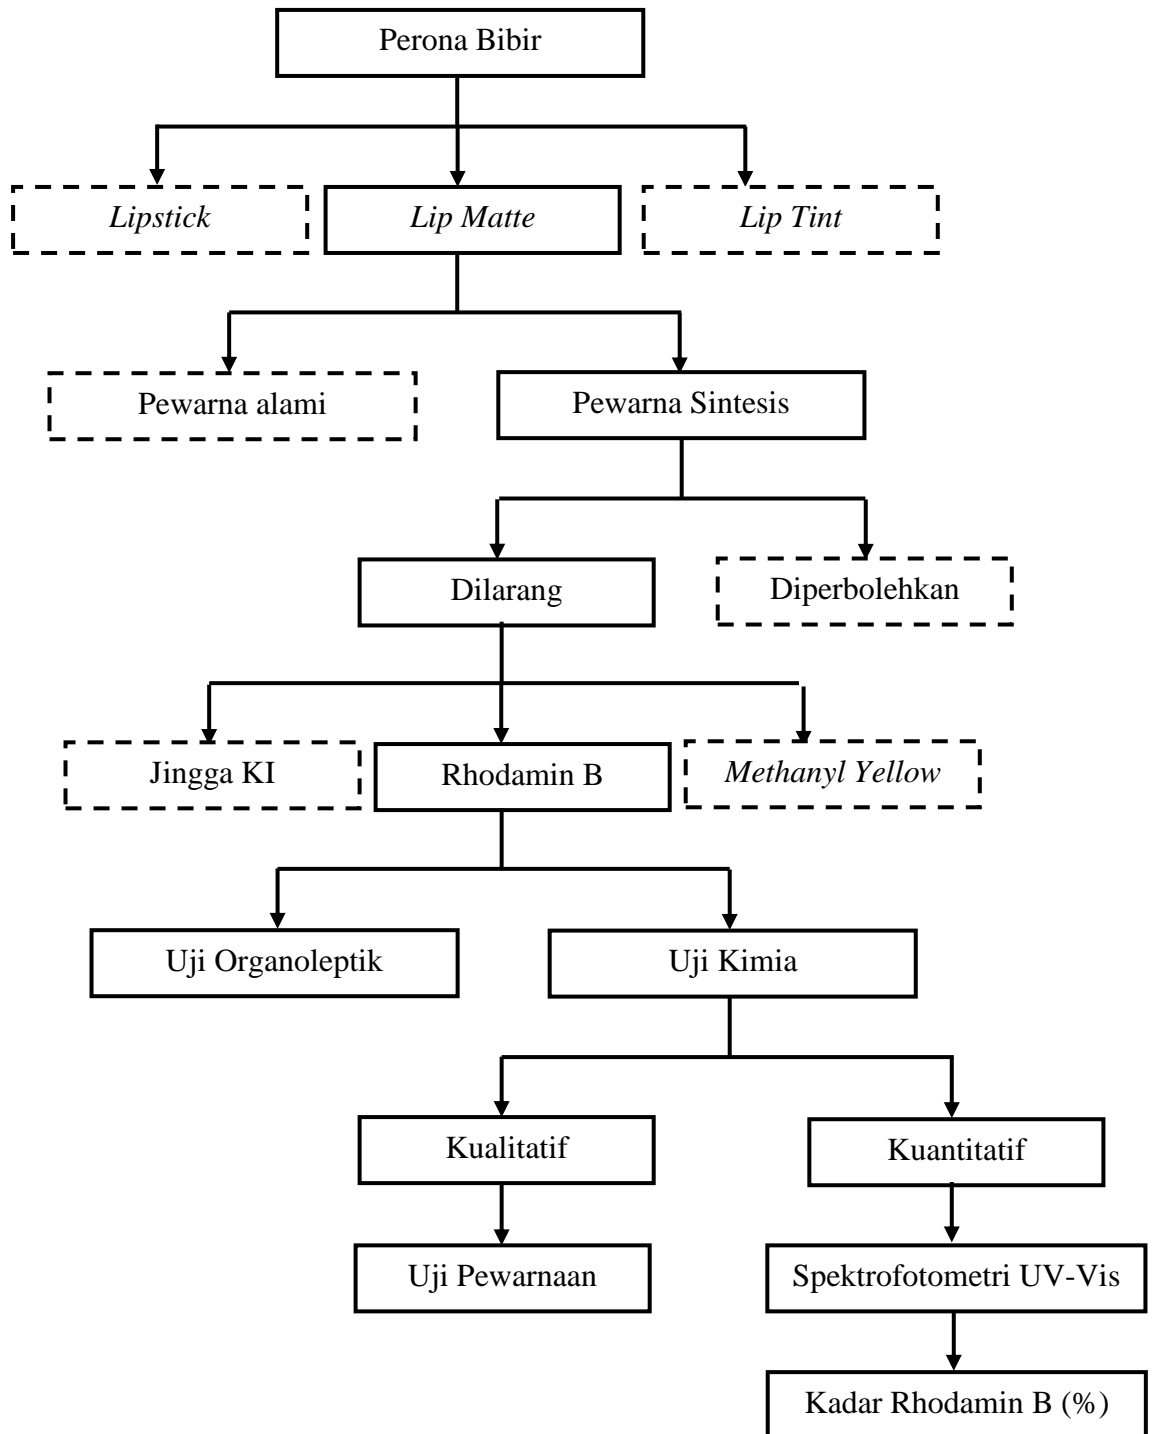 Perona Bibir
Lipstick
Lip Matte
Lip Tint
Pewarna alami
Pewarna Sintesis
Dilarang
Diperbolehkan
Jingga KI
Rhodamin B
Methanyl Yellow
Uji Organoleptik
Uji Kimia
Kualitatif
Kuantitatif
Uji Pewarnaan
Spektrofotometri UV-Vis
Kadar Rhodamin B (%)